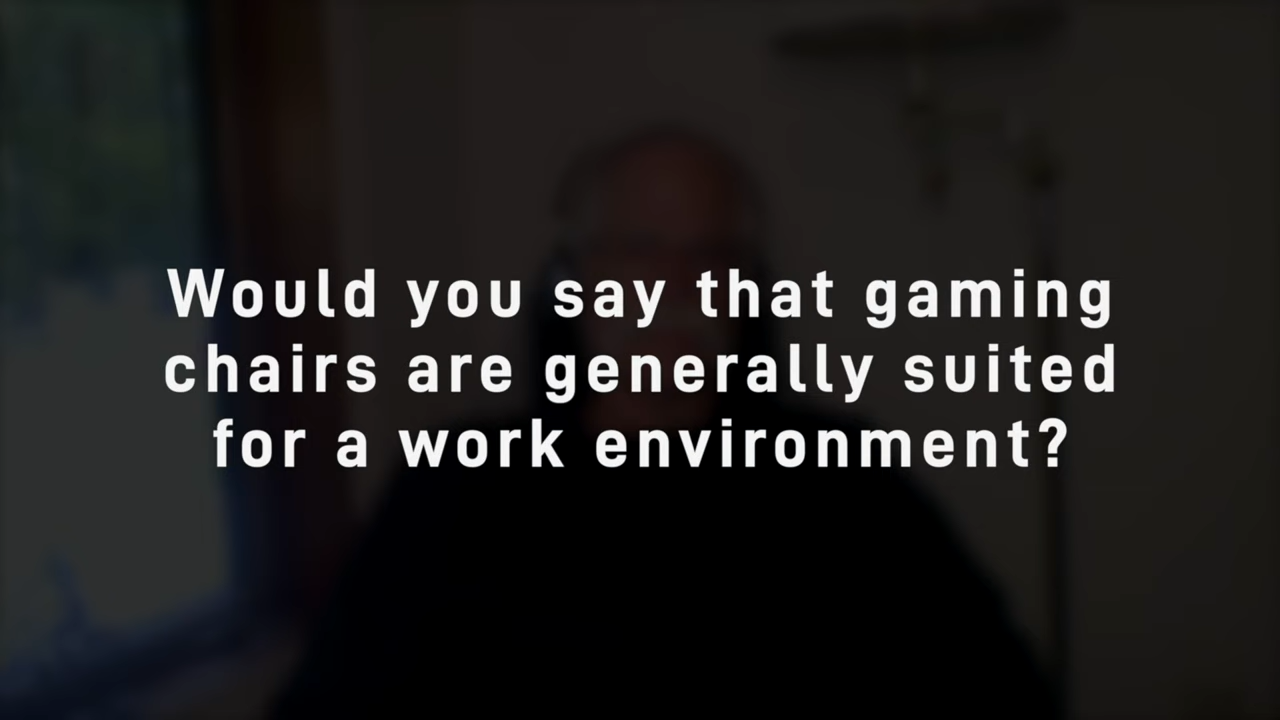 Would you say that gaming
chairs are generally suited
for a work environment?